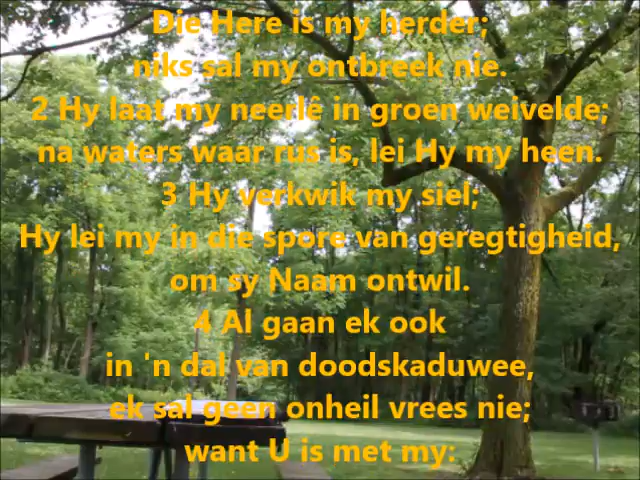 Die Here is my herder;
niks sal my ontbreek nie.
2 Hy laat my neerlê in groen weivelde;
na waters waar rus is, lei Hy my heen.
3 Hy verkwik my siel;
Hy lei my in die spore van geregtigheid,
om sy Naam ontwil.
4 Al gaan ek ook
in 'n dal van doodskaduwee,
ek sal geen onheil vrees nie;
want U is met my: